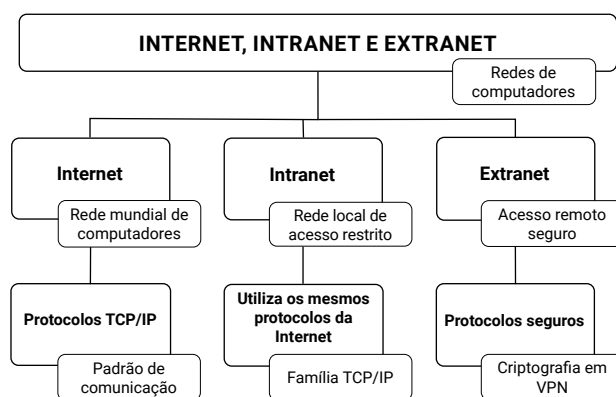 INTERNET, INTRANET E EXTRANET
Redes de
computadores
Internet
Rede mundial de
computadores
Intranet
Rede local de
acesso restrito
Extranet
Acesso remoto
seguro
Protocolos TCP/IP
Padrão de
comunicação
Utiliza os mesmos
protocolos da
Internet
Família TCP/IP
Protocolos seguros
Criptografia em
VPN